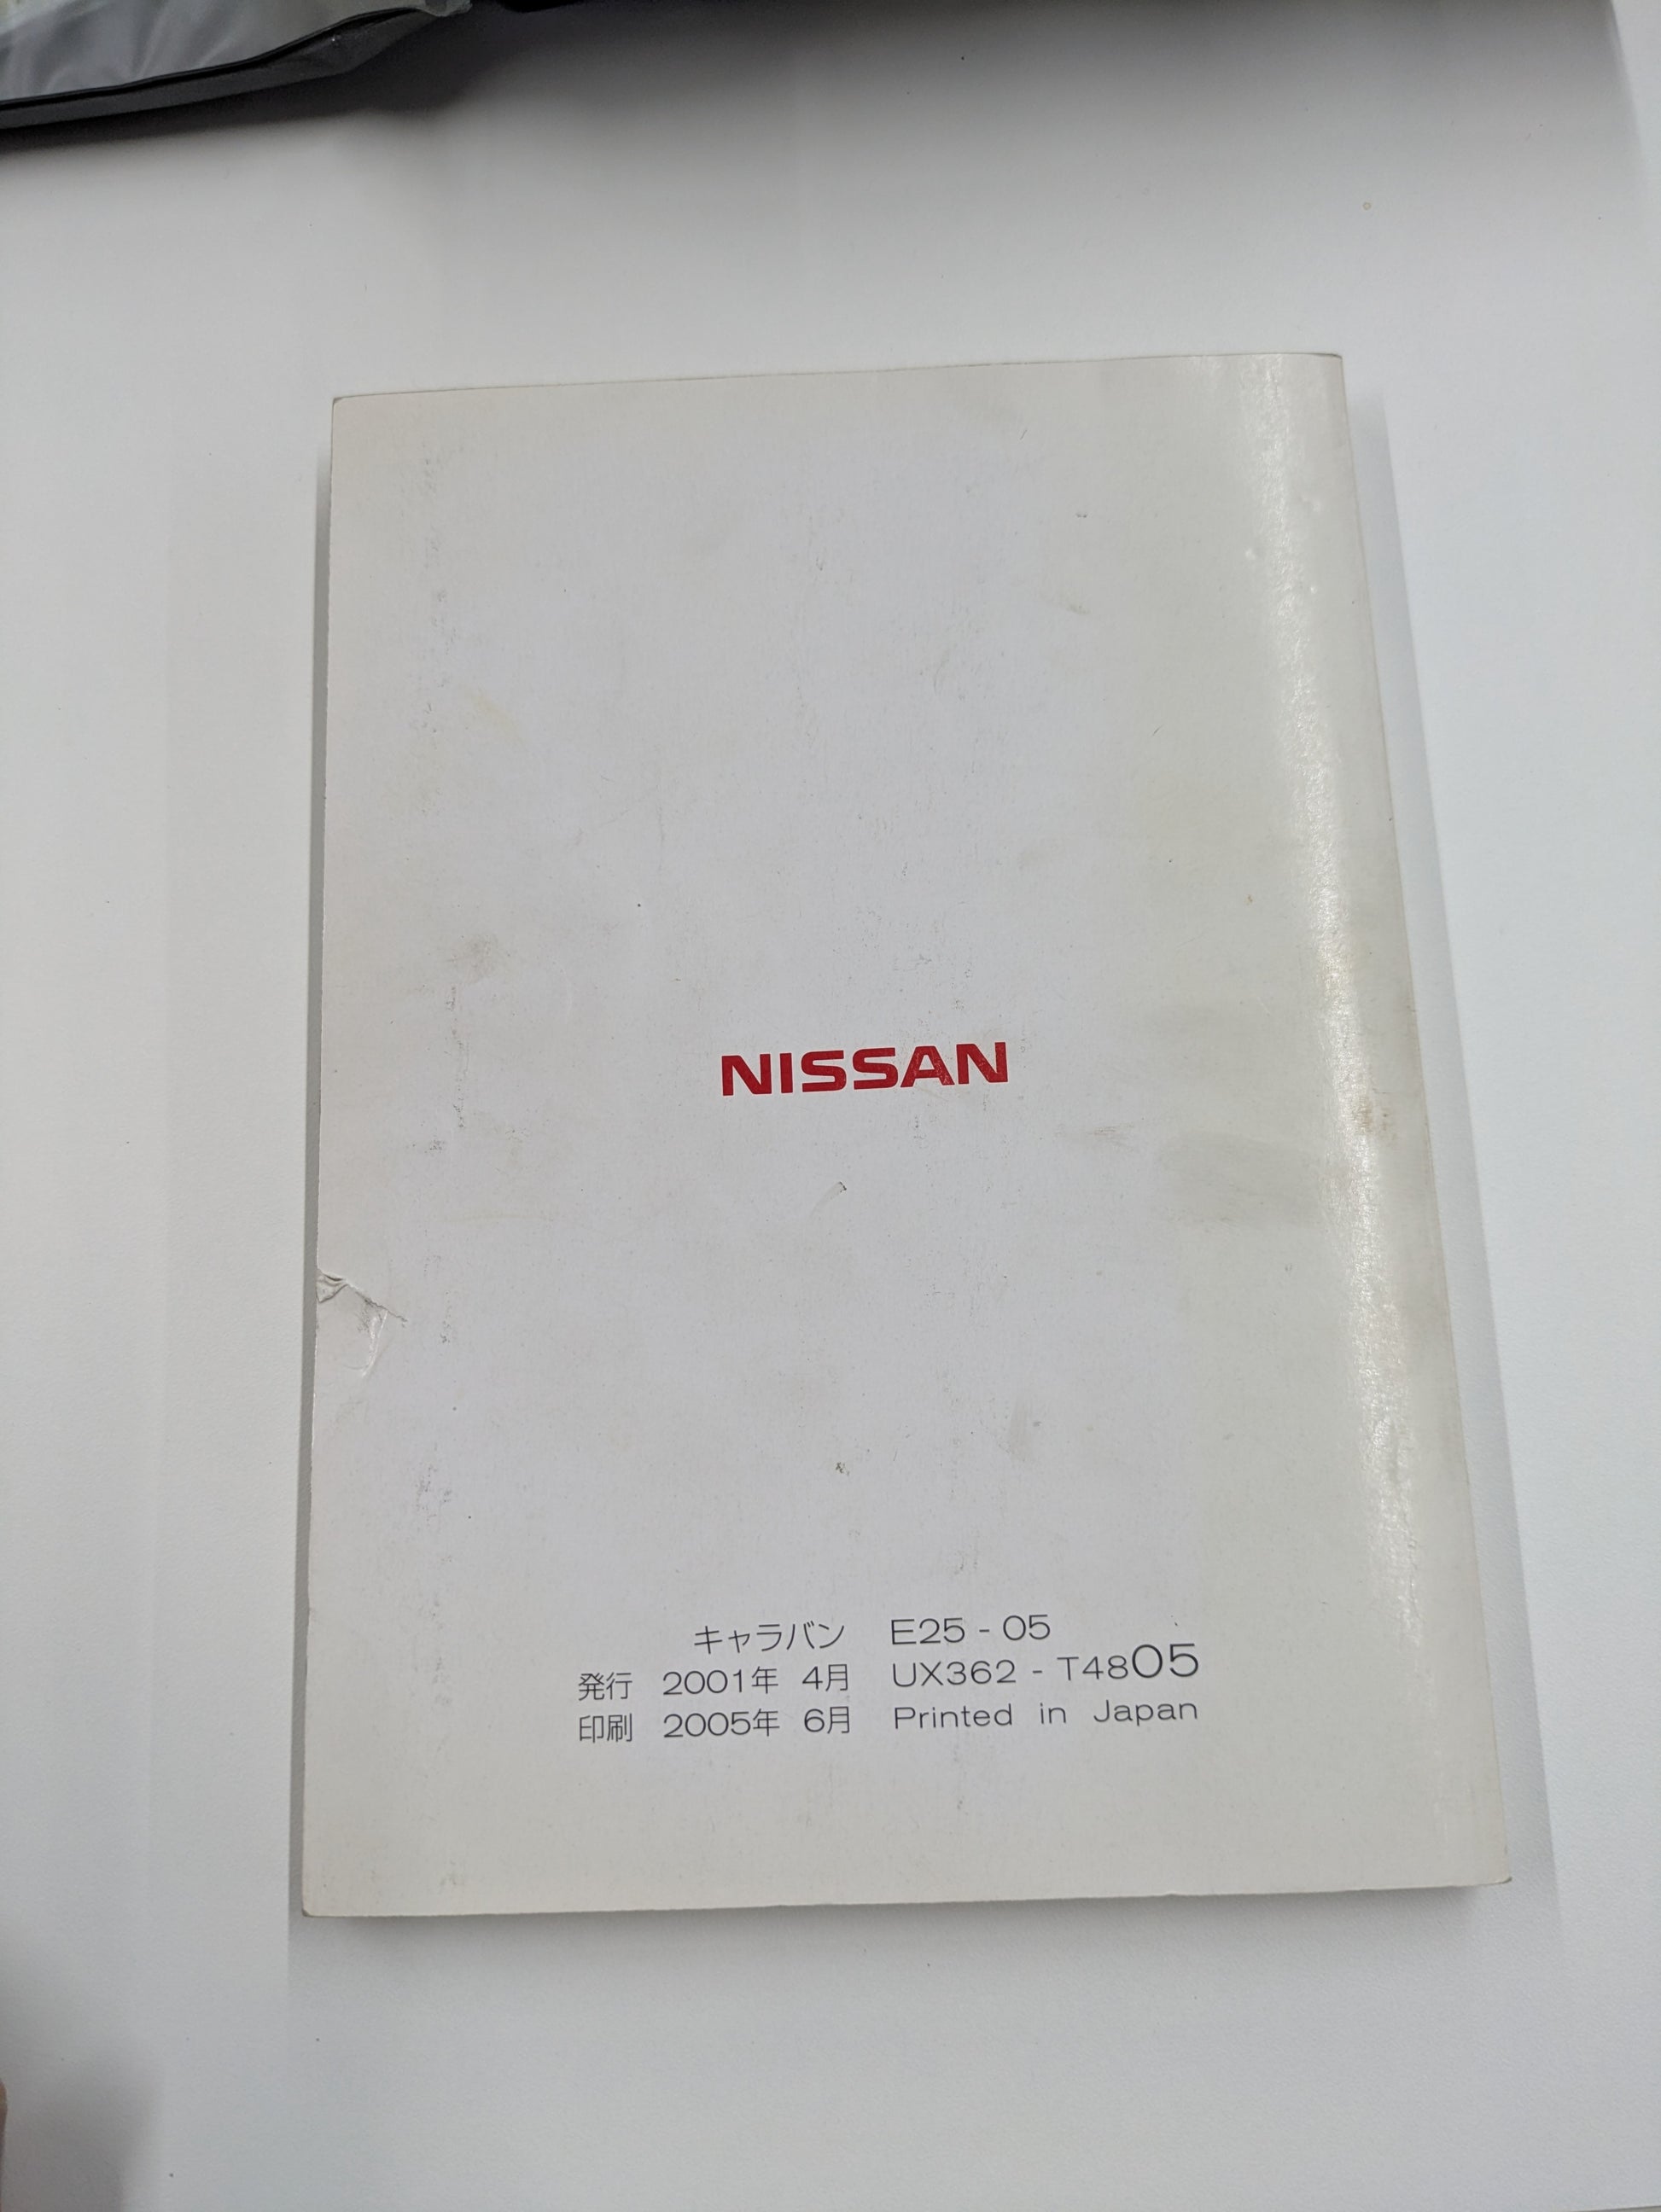 NISSAN
キャラバン E25-05
発行 2001年 4月 UX362-T4805
印刷 2005年 6月 Printed in Japan